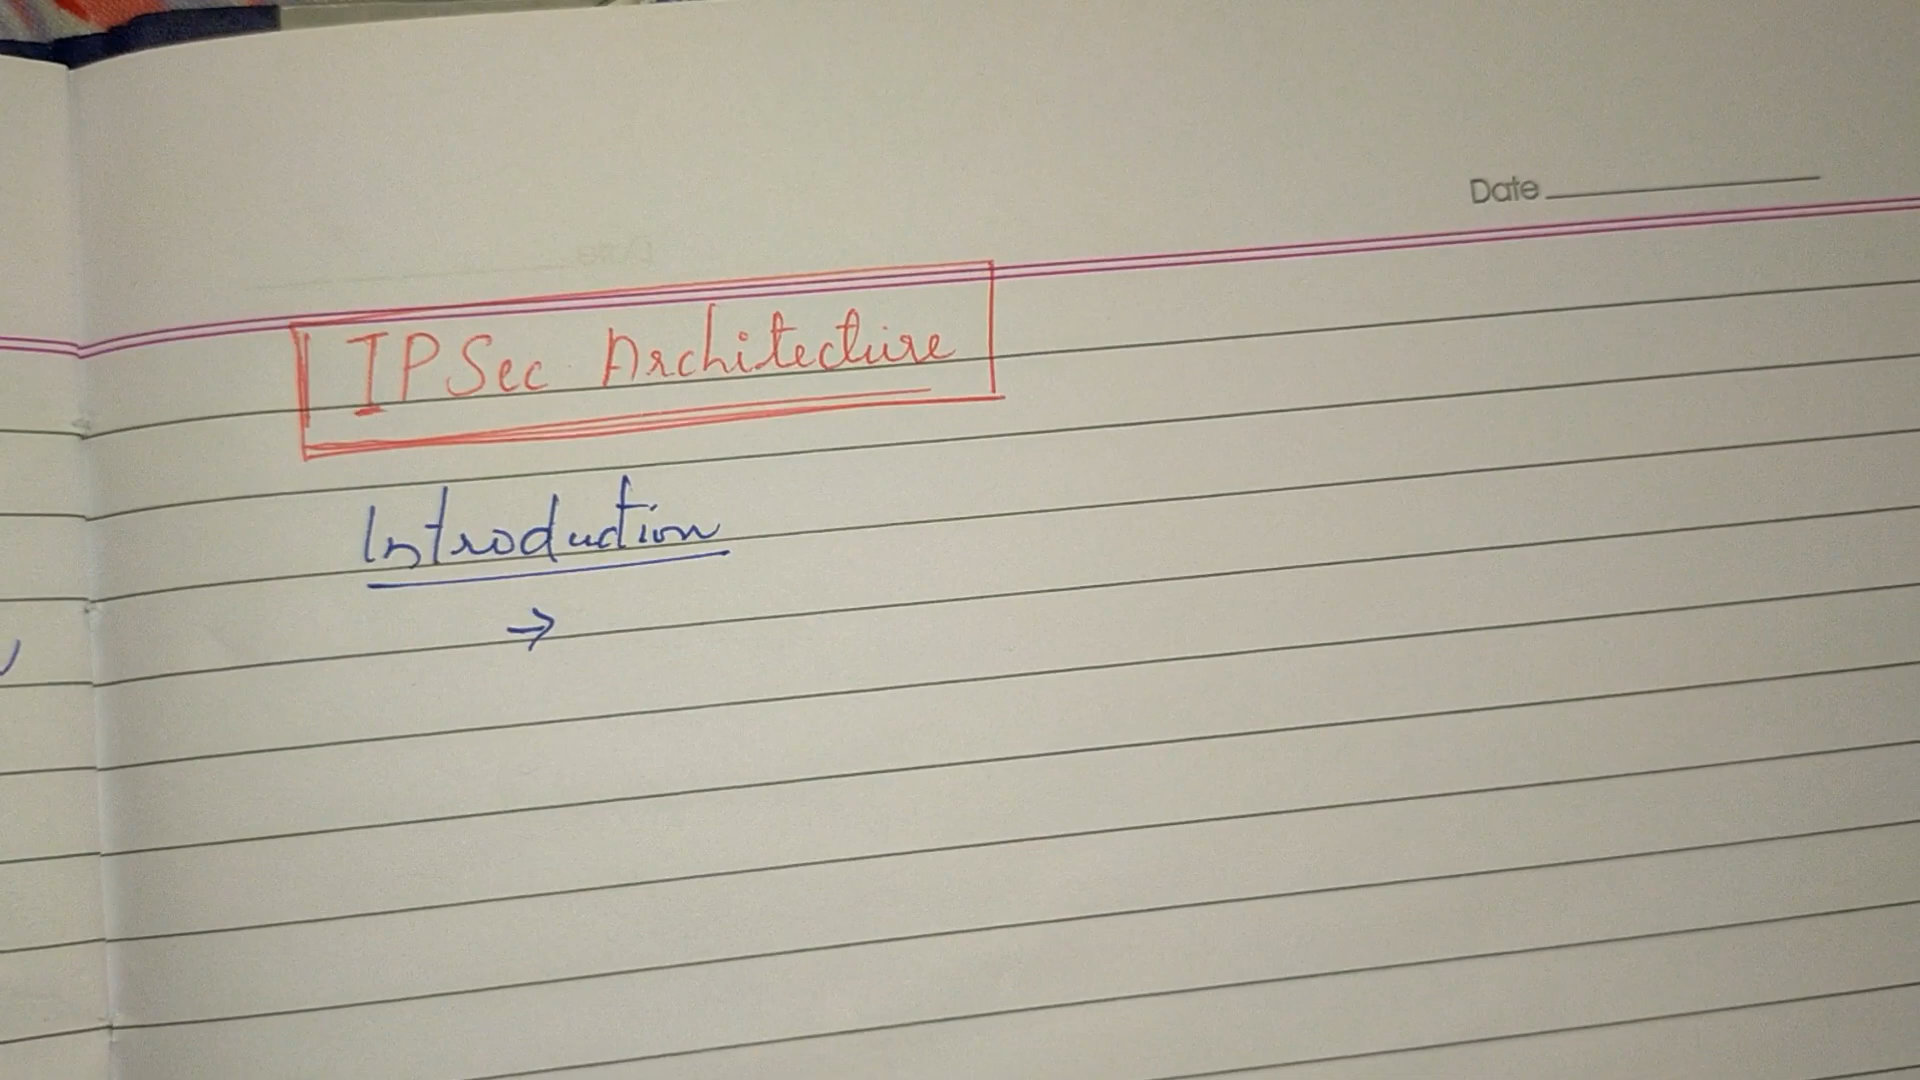 Date
IPSec Architecture
Introduction
→